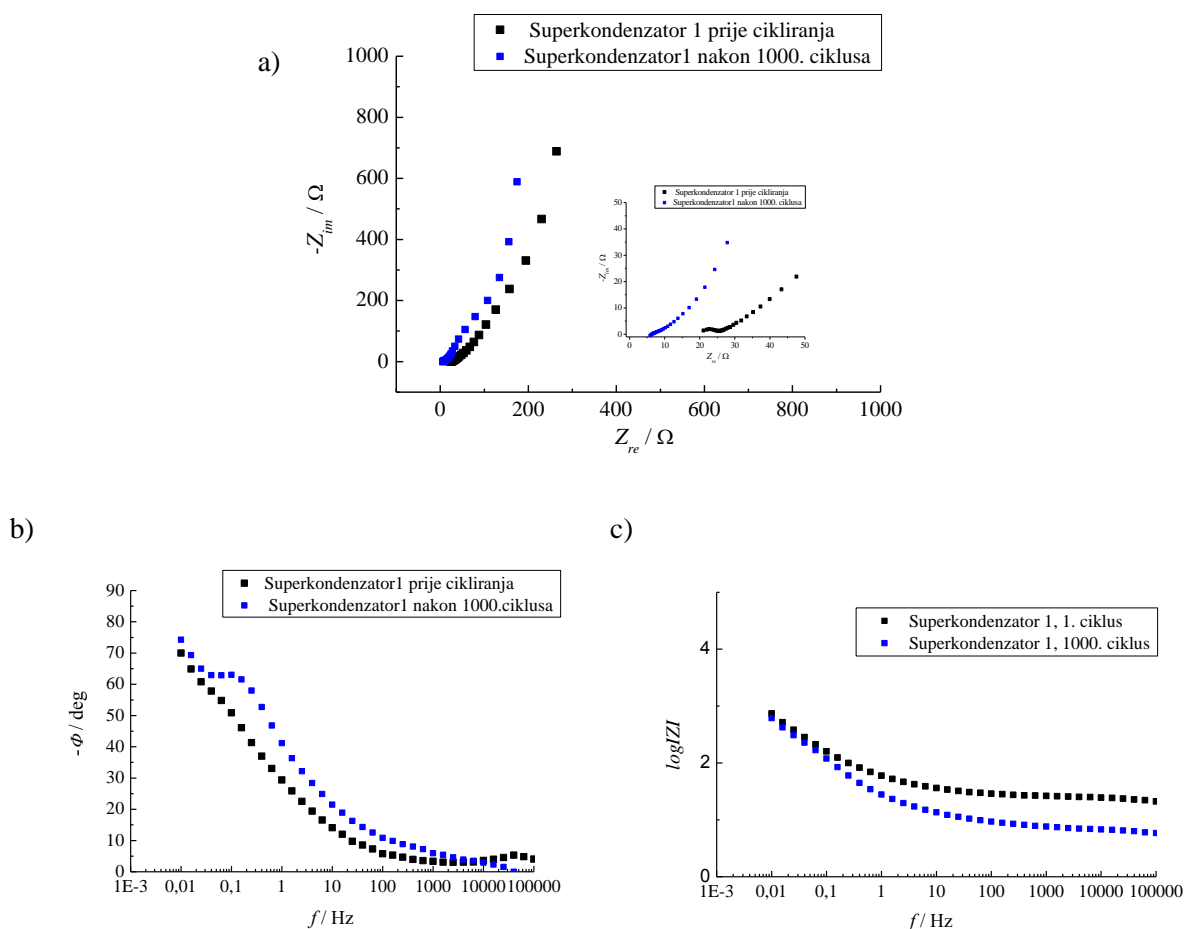 a)
Superkondenzator 1 prije cikliranja
Superkondenzator1 nakon 1000. ciklusa
1000
800
600
400
200
0
-Zim / Ω
0 200 400 600 800 1000
Zre / Ω
Superkondenzator 1 prije cikliranja
Superkondenzator1 nakon 1000. ciklusa
50
40
30
20
10
0
-Zim / Ω
0 10 20 30 40 50
Zre / Ω
b)
Superkondenzator1 prije cikliranja
Superkondenzator1 nakon 1000.ciklusa
90
80
70
60
50
40
30
20
10
0
-Φ / deg
1E-3 0,01 0,1 1 10 100 1000 10000 100000
f / Hz
c)
Superkondenzator 1, 1. ciklus
Superkondenzator 1, 1000. ciklus
4
2
0
logIZI
1E-3 0,01 0,1 1 10 100 1000 10000 100000
f / Hz